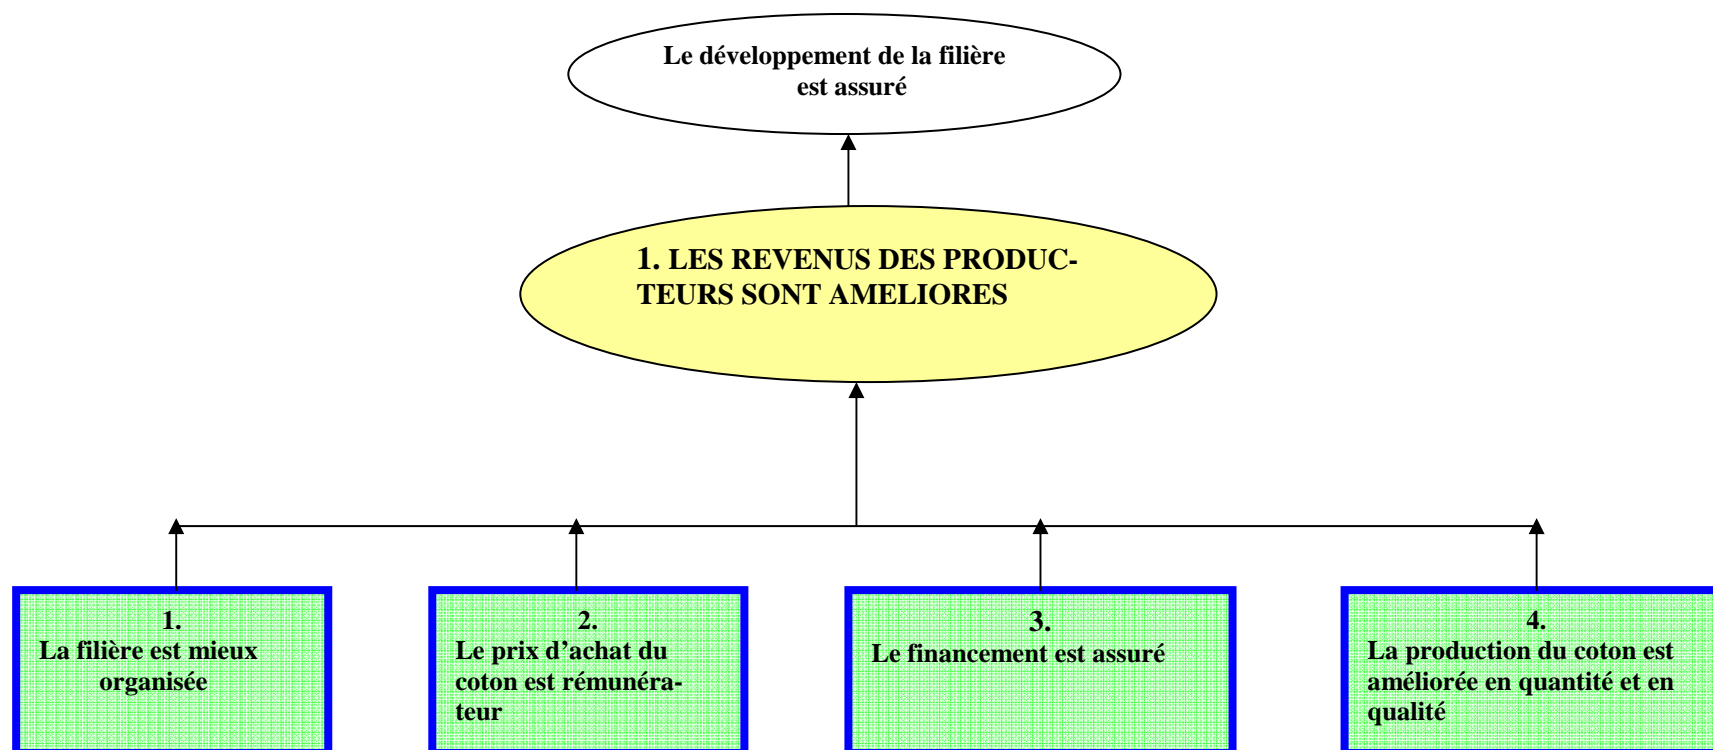 Le développement de la filière
est assuré
1. LES REVENUS DES PRODUC-
TEURS SONT AMELIORES
1.
La filière est mieux
organisée
2.
Le prix d’achat du
coton est rémunéra-
teur
3.
Le financement est assuré
4.
La production du coton est
améliorée en quantité et en
qualité